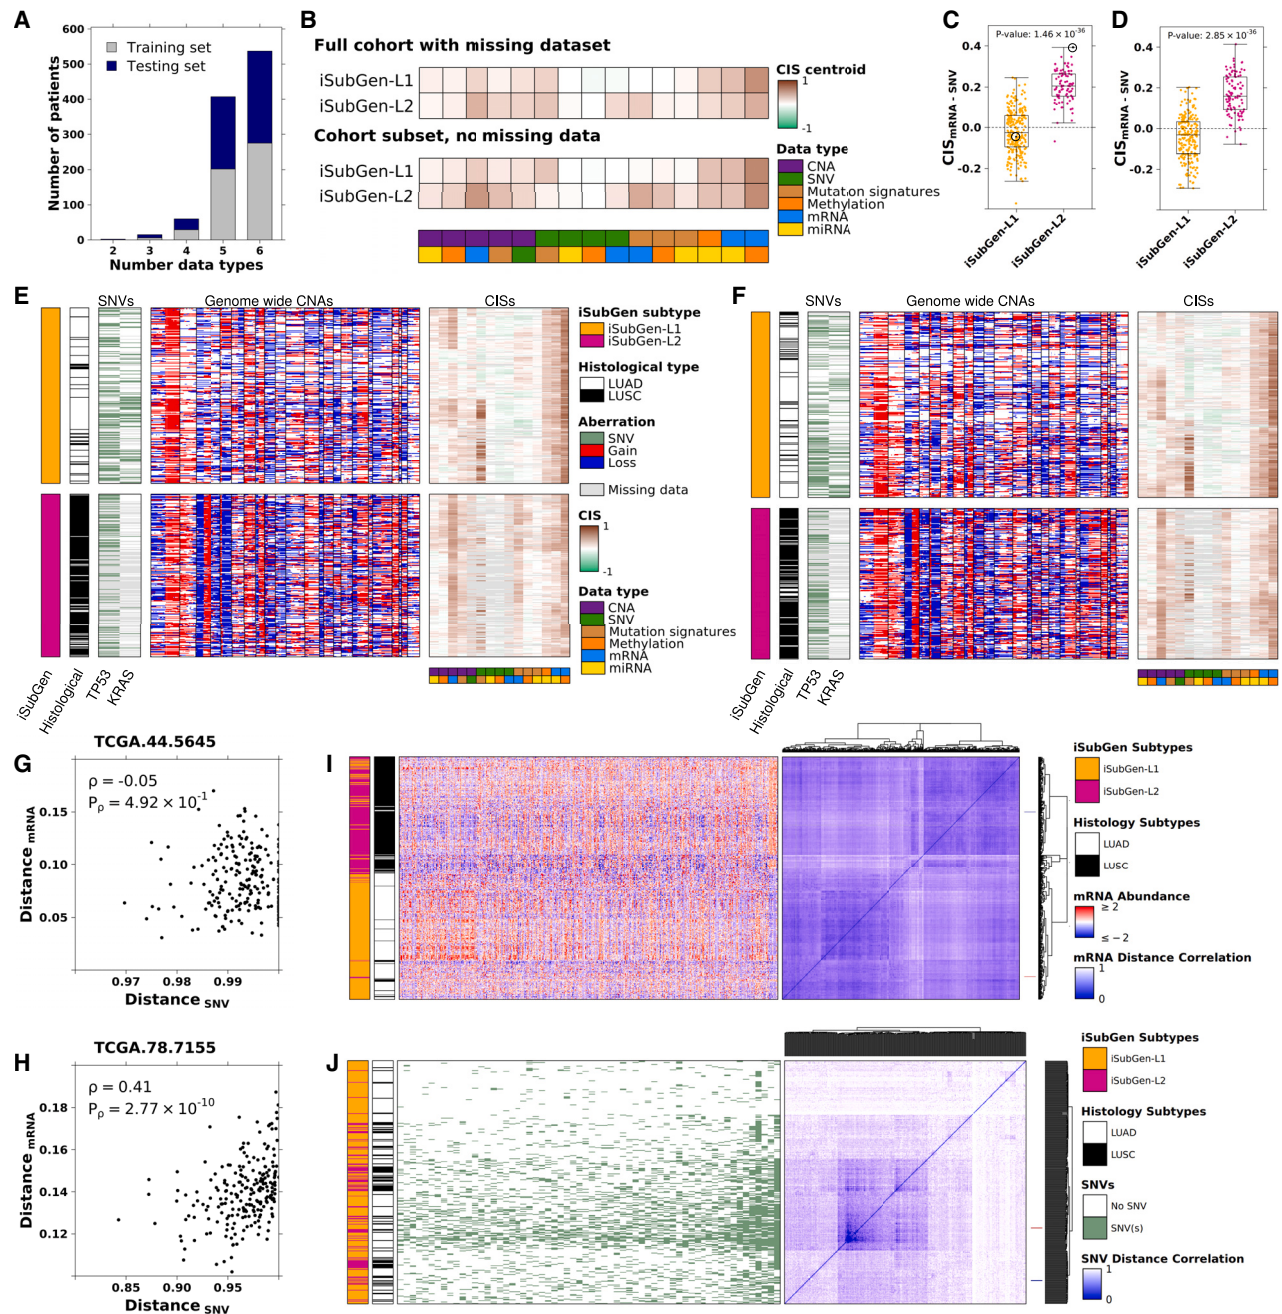 A
Number of patients
600
500
400
300
200
100
0
Training set
Testing set
2 3 4 5 6
Number data types
B
Full cohort with missing dataset
iSubGen-L1
iSubGen-L2
Cohort subset, no missing data
iSubGen-L1
iSubGen-L2
CIS centroid
1
-1
Data type
CNA
SNV
Mutation signatures
Methylation
mRNA
miRNA
C
P-value: 1.46 × 10-36
CISmRNA - SNV
0.4
0.2
0.0
-0.2
iSubGen-L1
iSubGen-L2
D
P-value: 2.85 × 10-36
CISmRNA - SNV
0.4
0.2
0.0
-0.2
iSubGen-L1
iSubGen-L2
E
SNVs
Genome wide CNAs
CISs
iSubGen
Histological
TP53
KRAS
iSubGen subtype
iSubGen-L1
iSubGen-L2
Histological type
LUAD
LUSC
Aberration
SNV
Gain
Loss
Missing data
CIS
1
-1
Data type
CNA
SNV
Mutation signatures
Methylation
mRNA
miRNA
F
SNVs
Genome wide CNAs
CISs
iSubGen
Histological
TP53
KRAS
G
TCGA.44.5645
ρ = -0.05
Pρ = 4.92 × 10-1
Distance mRNA
0.15
0.10
0.05
0.97 0.98 0.99
Distance SNV
H
TCGA.78.7155
ρ = 0.41
Pρ = 2.77 × 10-10
Distance mRNA
0.18
0.16
0.14
0.12
0.85 0.90 0.95
Distance SNV
I
iSubGen Subtypes
iSubGen-L1
iSubGen-L2
Histology Subtypes
LUAD
LUSC
mRNA Abundance
≥ 2
≤ −2
mRNA Distance Correlation
1
0
J
iSubGen Subtypes
iSubGen-L1
iSubGen-L2
Histology Subtypes
LUAD
LUSC
SNVs
No SNV
SNV(s)
SNV Distance Correlation
1
0